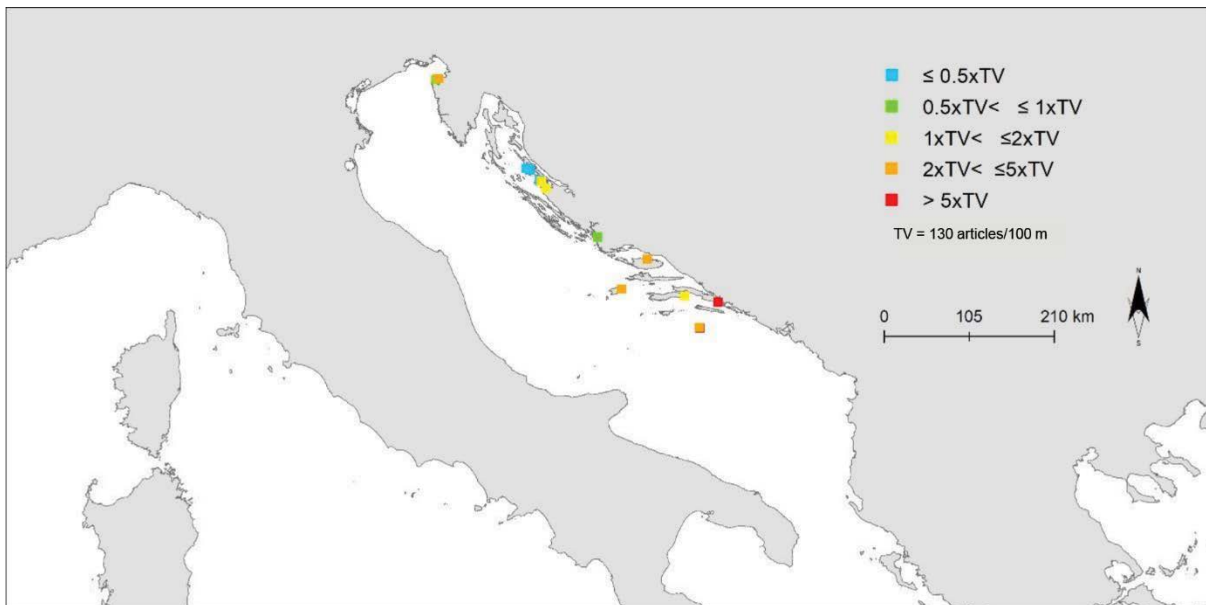 ≤ 0.5xTV
0.5xTV< ≤ 1xTV
1xTV< ≤2xTV
2xTV< ≤5xTV
> 5xTV
TV = 130 articles/100 m
N
0 105 210 km
S